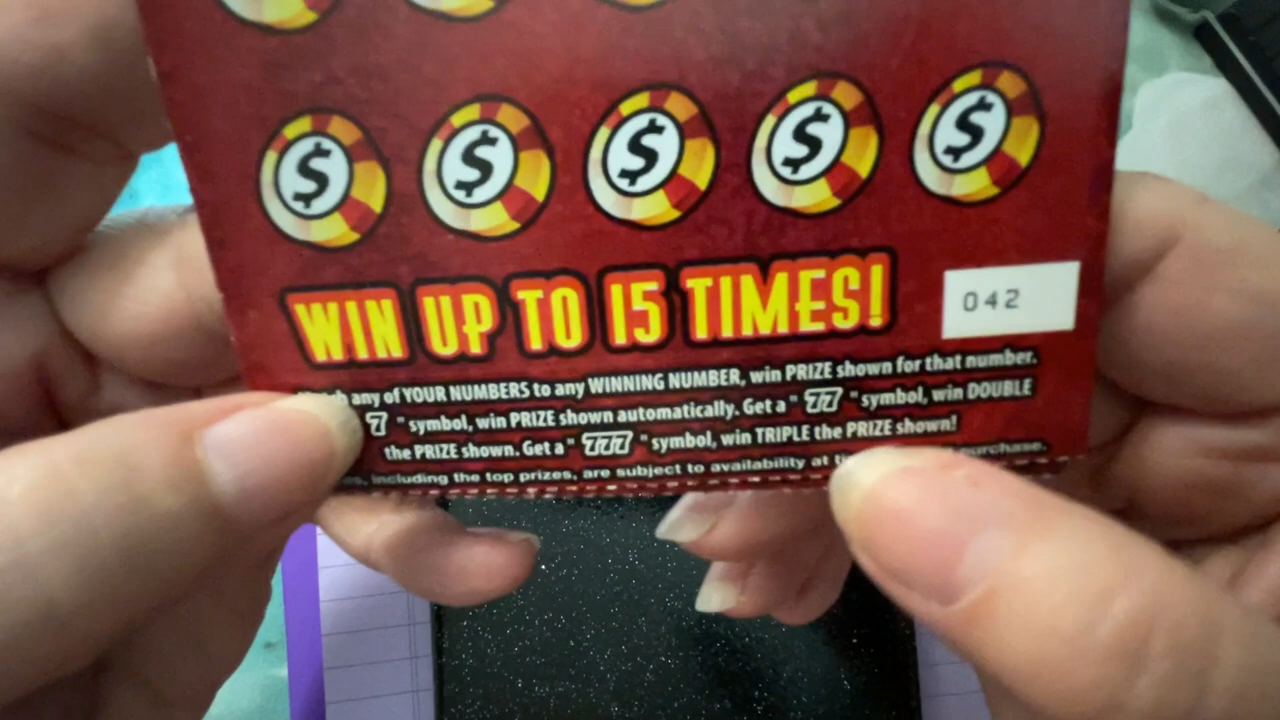 $ $ $ $ $
WIN UP TO 15 TIMES!
042
any of YOUR NUMBERS to any WINNING NUMBER, win PRIZE shown for that number.
7 " symbol, win PRIZE shown automatically. Get a " 77 " symbol, win DOUBLE
the PRIZE shown. Get a " 777 " symbol, win TRIPLE the PRIZE shown!
including the top prizes, are subject to availability at